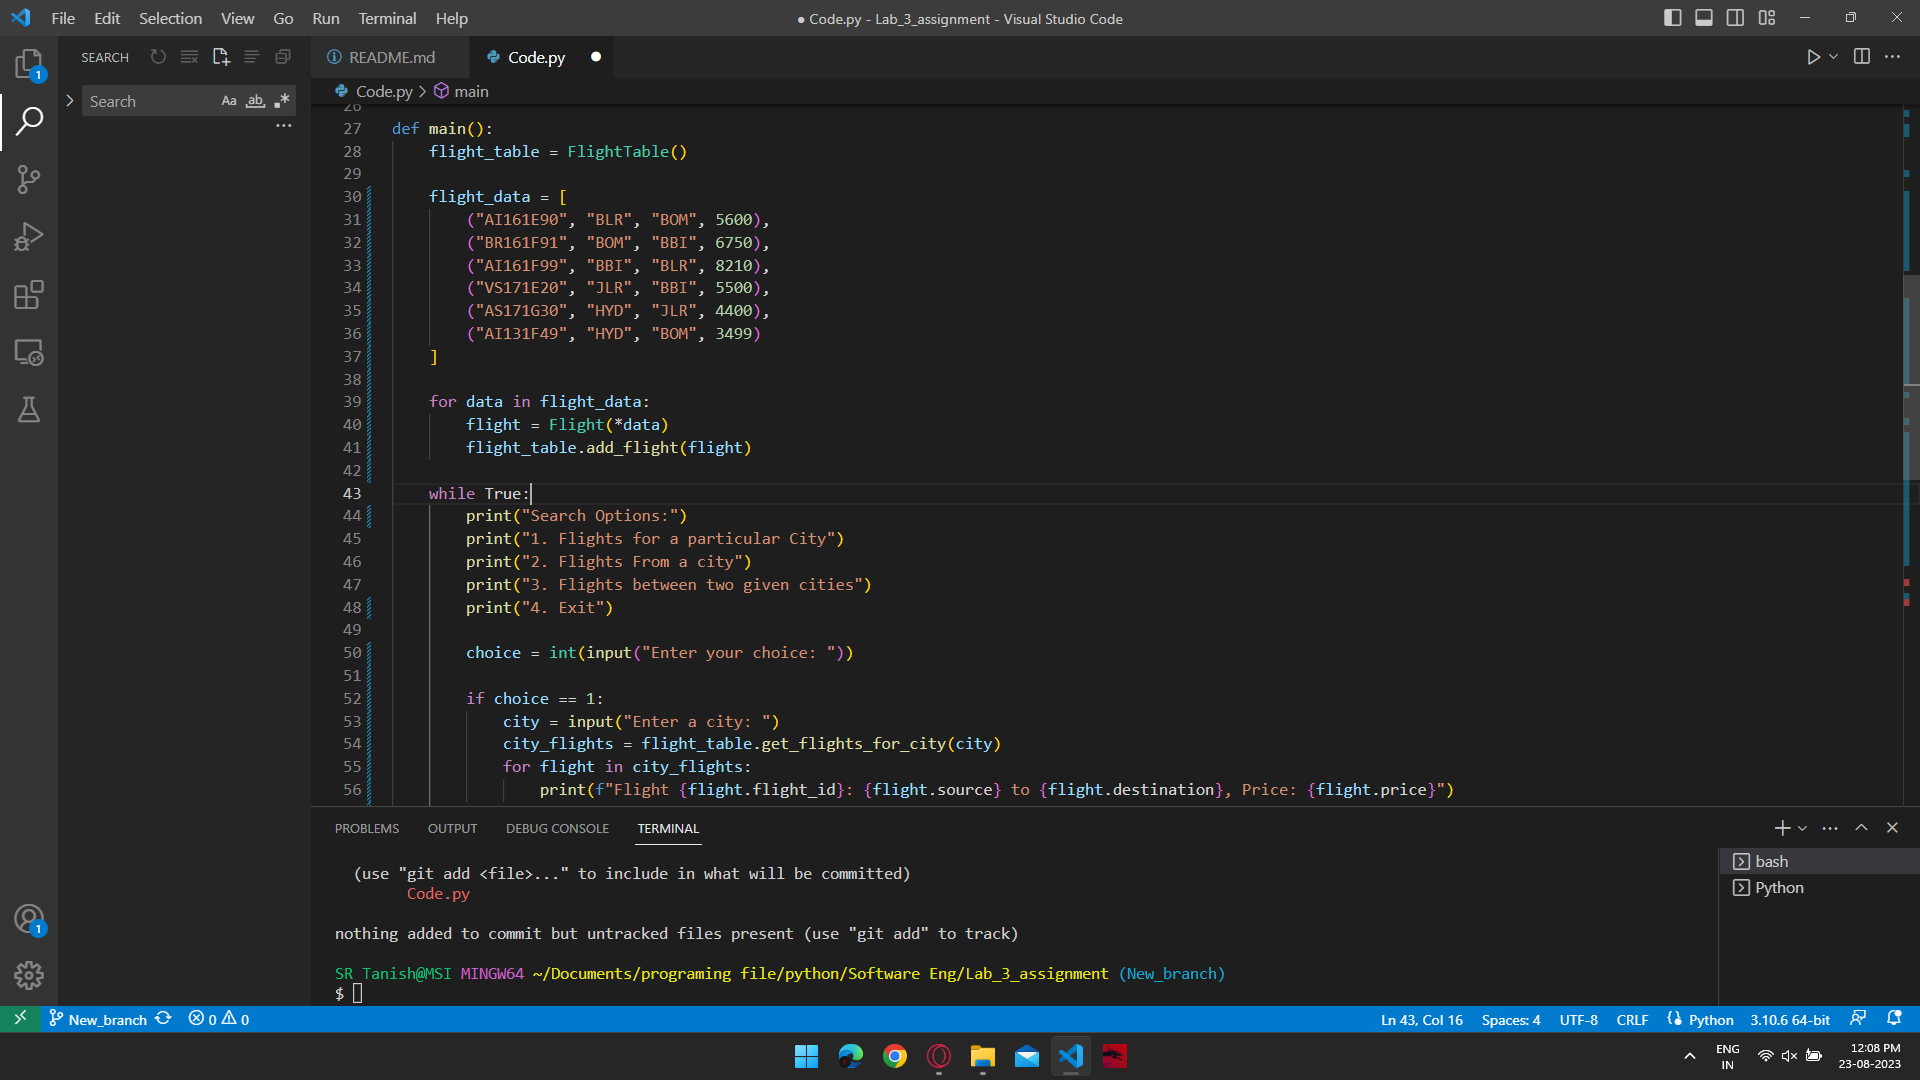 File Edit Selection View Go Run Terminal Help
● Code.py - Lab_3_assignment - Visual Studio Code
SEARCH
README.md
Code.py
1
Search
Aa
ab
Code.py > main
26
27 def main():
28 flight_table = FlightTable()
29
30 flight_data = [
31 ("AI161E90", "BLR", "BOM", 5600),
32 ("BR161F91", "BOM", "BBI", 6750),
33 ("AI161F99", "BBI", "BLR", 8210),
34 ("VS171E20", "JLR", "BBI", 5500),
35 ("AS171G30", "HYD", "JLR", 4400),
36 ("AI131F49", "HYD", "BOM", 3499)
37 ]
38
39 for data in flight_data:
40 flight = Flight(*data)
41 flight_table.add_flight(flight)
42
43 while True:
44 print("Search Options:")
45 print("1. Flights for a particular City")
46 print("2. Flights From a city")
47 print("3. Flights between two given cities")
48 print("4. Exit")
49
50 choice = int(input("Enter your choice: "))
51
52 if choice == 1:
53 city = input("Enter a city: ")
54 city_flights = flight_table.get_flights_for_city(city)
55 for flight in city_flights:
56 print(f"Flight {flight.flight_id}: {flight.source} to {flight.destination}, Price: {flight.price}")
PROBLEMS OUTPUT DEBUG CONSOLE TERMINAL
(use "git add <file>..." to include in what will be committed)
Code.py
nothing added to commit but untracked files present (use "git add" to track)
SR Tanish@MSI MINGW64 ~/Documents/programing file/python/Software Eng/Lab_3_assignment (New_branch)
$
bash
Python
1
New_branch
0
0
Ln 43, Col 16
Spaces: 4
UTF-8
CRLF
Python
3.10.6 64-bit
ENG
IN
12:08 PM
23-08-2023